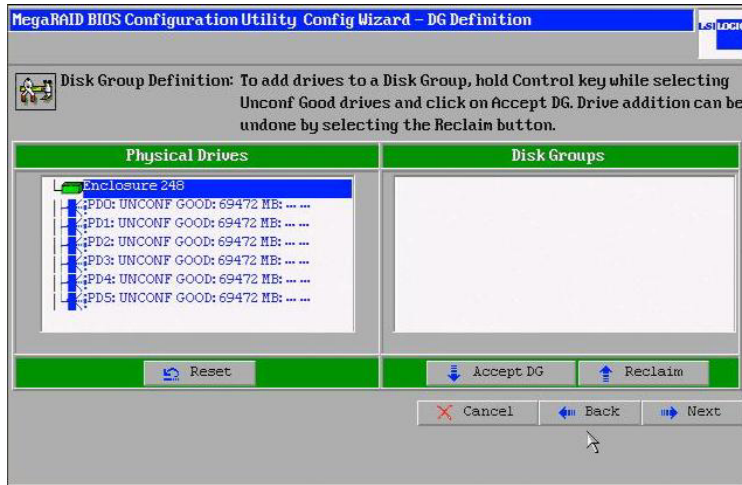 MegaRAID BIOS Configuration Utility Config Wizard - DG Definition
LSI LOGIC
Disk Group Definition: To add drives to a Disk Group, hold Control key while selecting
Unconf Good drives and click on Accept DG. Drive addition can be
undone by selecting the Reclaim button.
Physical Drives
Enclosure 248
PD0: UNCONF GOOD: 69472 MB: --- ---
PD1: UNCONF GOOD: 69472 MB: --- ---
PD2: UNCONF GOOD: 69472 MB: --- ---
PD3: UNCONF GOOD: 69472 MB: --- ---
PD4: UNCONF GOOD: 69472 MB: --- ---
PD5: UNCONF GOOD: 69472 MB: --- ---
Reset
Disk Groups
Accept DG
Reclaim
Cancel
Back
Next